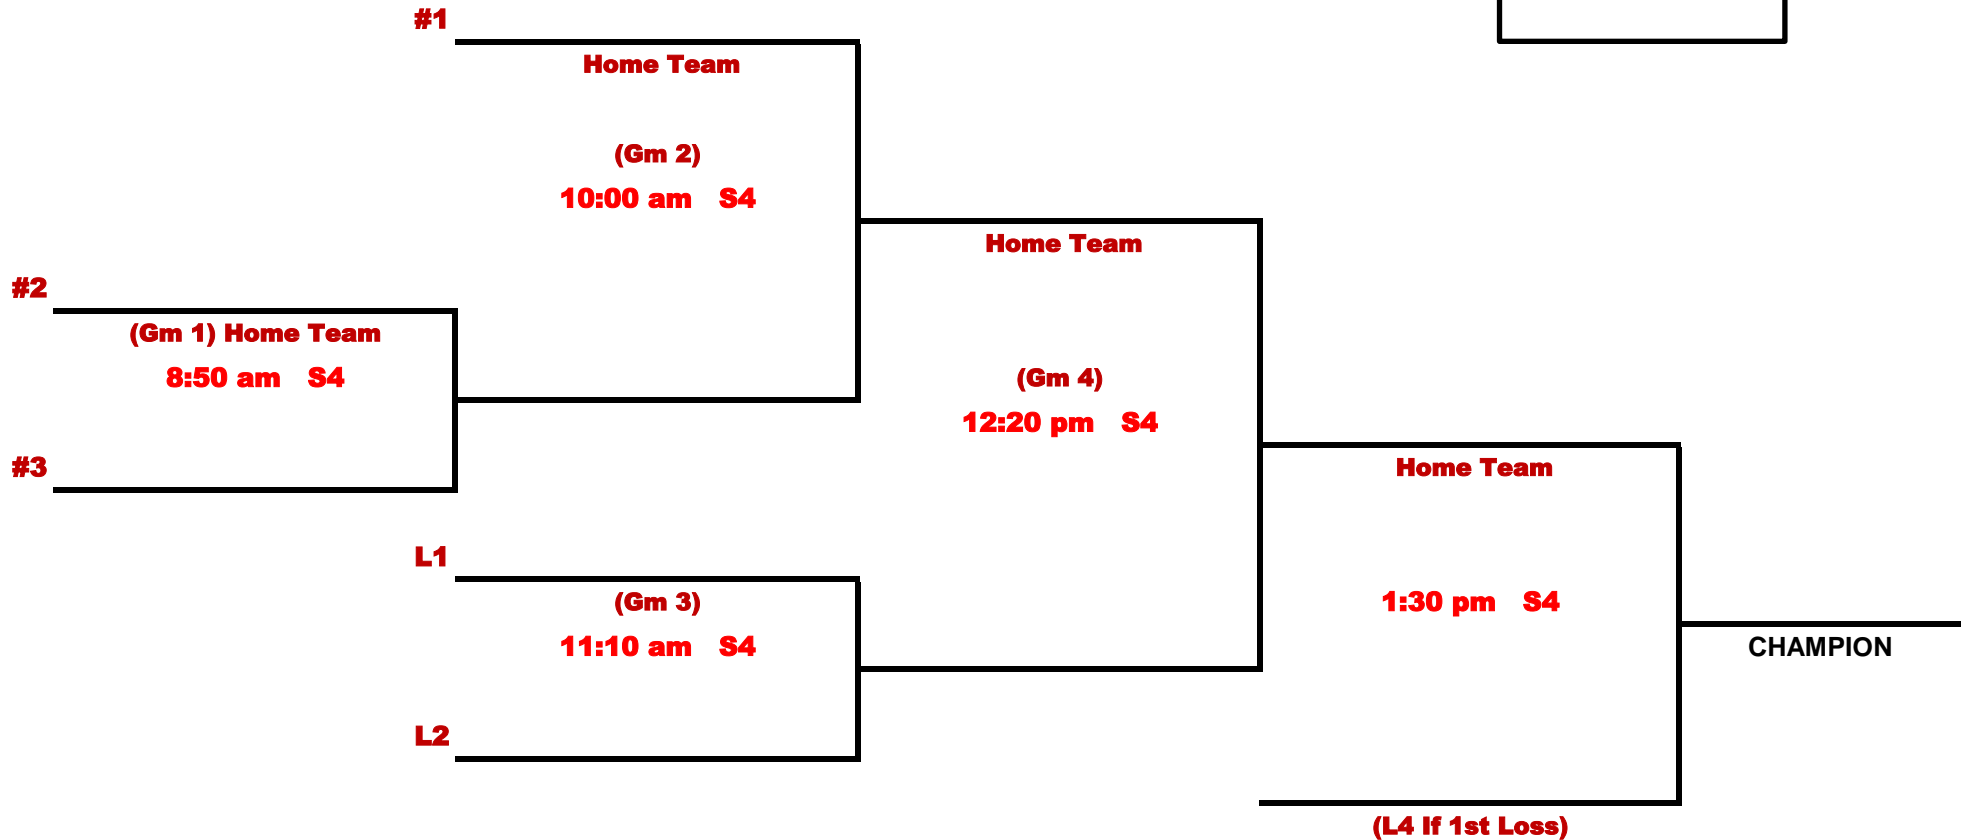 #1
Home Team
(Gm 2)
10:00 am S4
Home Team
#2
(Gm 1) Home Team
8:50 am S4
(Gm 4)
12:20 pm S4
#3
Home Team
L1
(Gm 3)
11:10 am S4
1:30 pm S4
CHAMPION
L2
(L4 If 1st Loss)